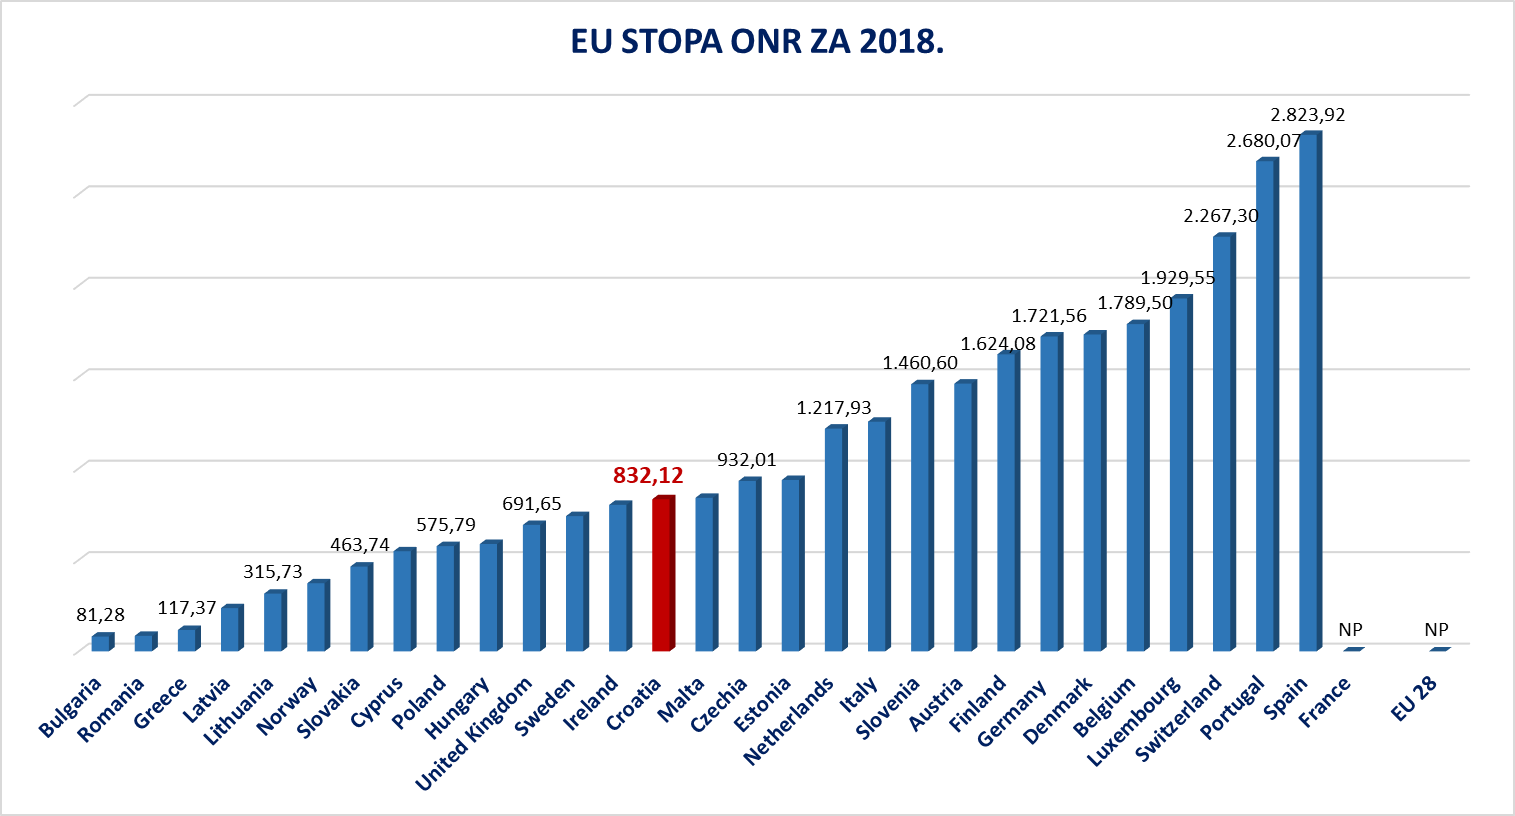 EU STOPA ONR ZA 2018.
2.823,92
2.680,07
2.267,30
1.929,55
1.789,50
1.721,56
1.624,08
1.460,60
1.217,93
932,01
832,12
691,65
575,79
463,74
315,73
117,37
81,28
NP
NP
Bulgaria
Romania
Greece
Latvia
Lithuania
Norway
Slovakia
Cyprus
Poland
Hungary
United Kingdom
Sweden
Ireland
Croatia
Malta
Czechia
Estonia
Netherlands
Italy
Slovenia
Austria
Finland
Germany
Denmark
Belgium
Luxembourg
Switzerland
Portugal
Spain
France
EU 28